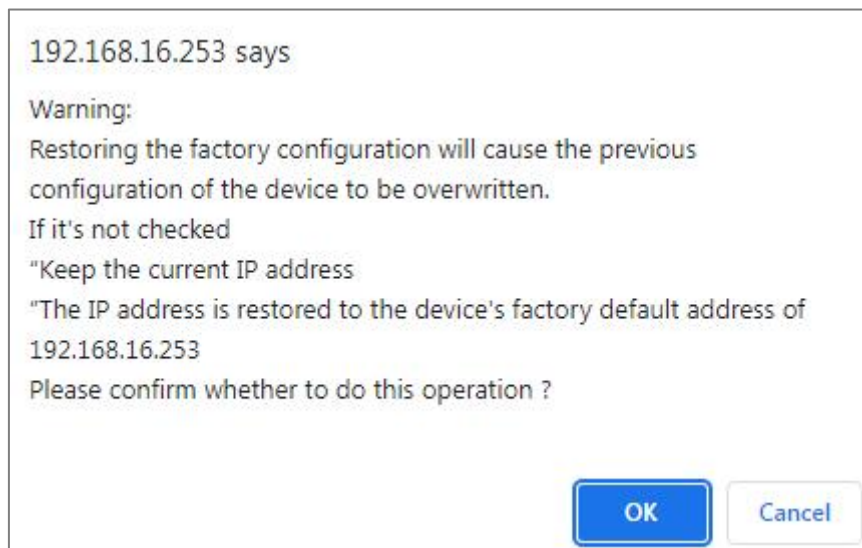 192.168.16.253 says
Warning:
Restoring the factory configuration will cause the previous
configuration of the device to be overwritten.
If it's not checked
“Keep the current IP address
“The IP address is restored to the device's factory default address of
192.168.16.253
Please confirm whether to do this operation ?
OK
Cancel